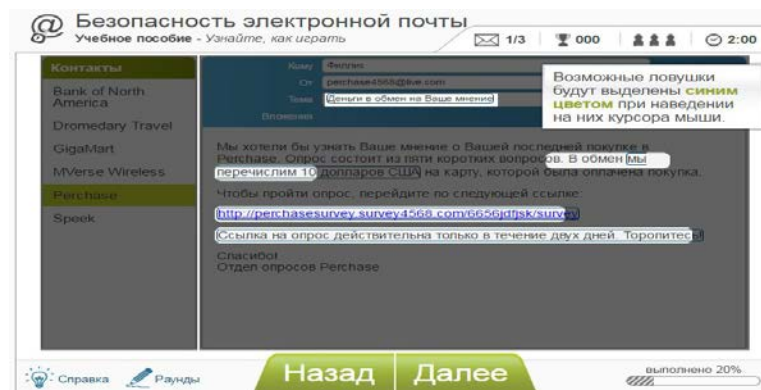 Безопасность электронной почты
Учебное пособие - Узнайте, как играть
1/3
000
2:00
Контакты
Bank of North America
Dromedary Travel
GigaMart
MVerse Wireless
Perchase
Speek
Кому Филлис
От perchase4568@live.com
Тема Деньги в обмен на Ваше мнение
Вложения
Возможные ловушки
будут выделены синим
цветом при наведении
на них курсора мыши.
Мы хотели бы узнать Ваше мнение о Вашей последней покупке в
Perchase. Опрос состоит из пяти коротких вопросов. В обмен мы
перечислим 10 долларов США на карту, которой была оплачена покупка.
Чтобы пройти опрос, перейдите по следующей ссылке:
http://perchasesurvey.survey4568.com/6656jdfjsk/survey
Ссылка на опрос действительна только в течение двух дней. Торопитесь!
Спасибо!
Отдел опросов Perchase
Справка
Раунды
Назад
Далее
выполнено 20%